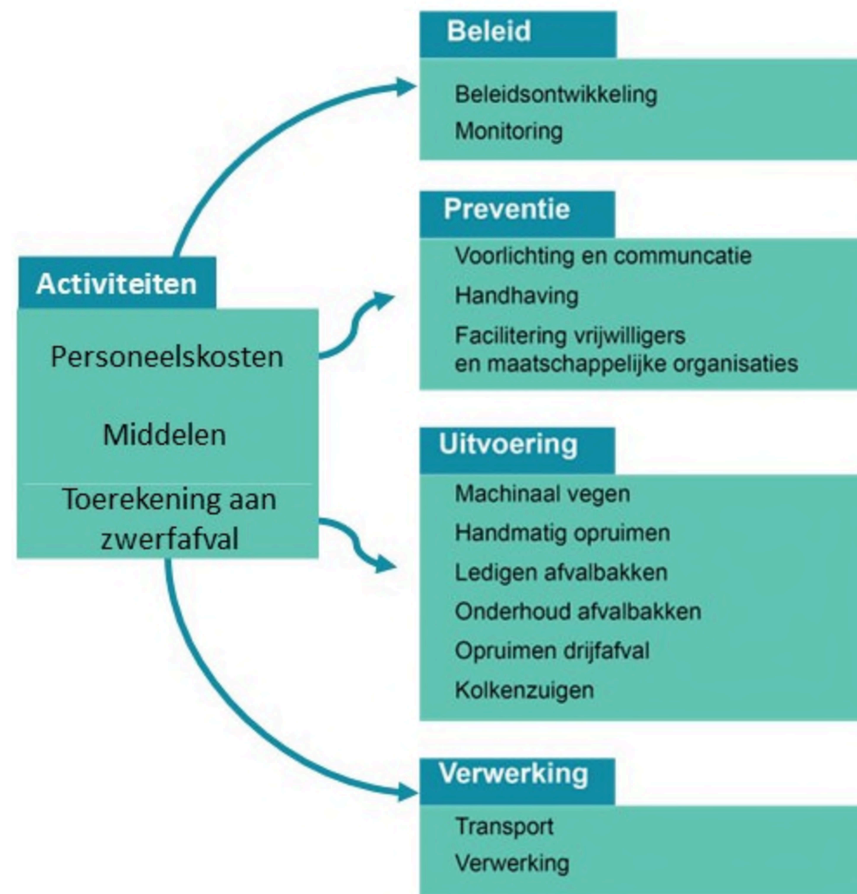 Beleid
Beleidsontwikkeling
Monitoring
Preventie
Voorlichting en communcatie
Handhaving
Facilitering vrijwilligers
en maatschappelijke organisaties
Activiteiten
Personeelskosten
Middelen
Toerekening aan
zwerfafval
Uitvoering
Machinaal vegen
Handmatig opruimen
Ledigen afvalbakken
Onderhoud afvalbakken
Opruimen drijfafval
Kolkenzuigen
Verwerking
Transport
Verwerking